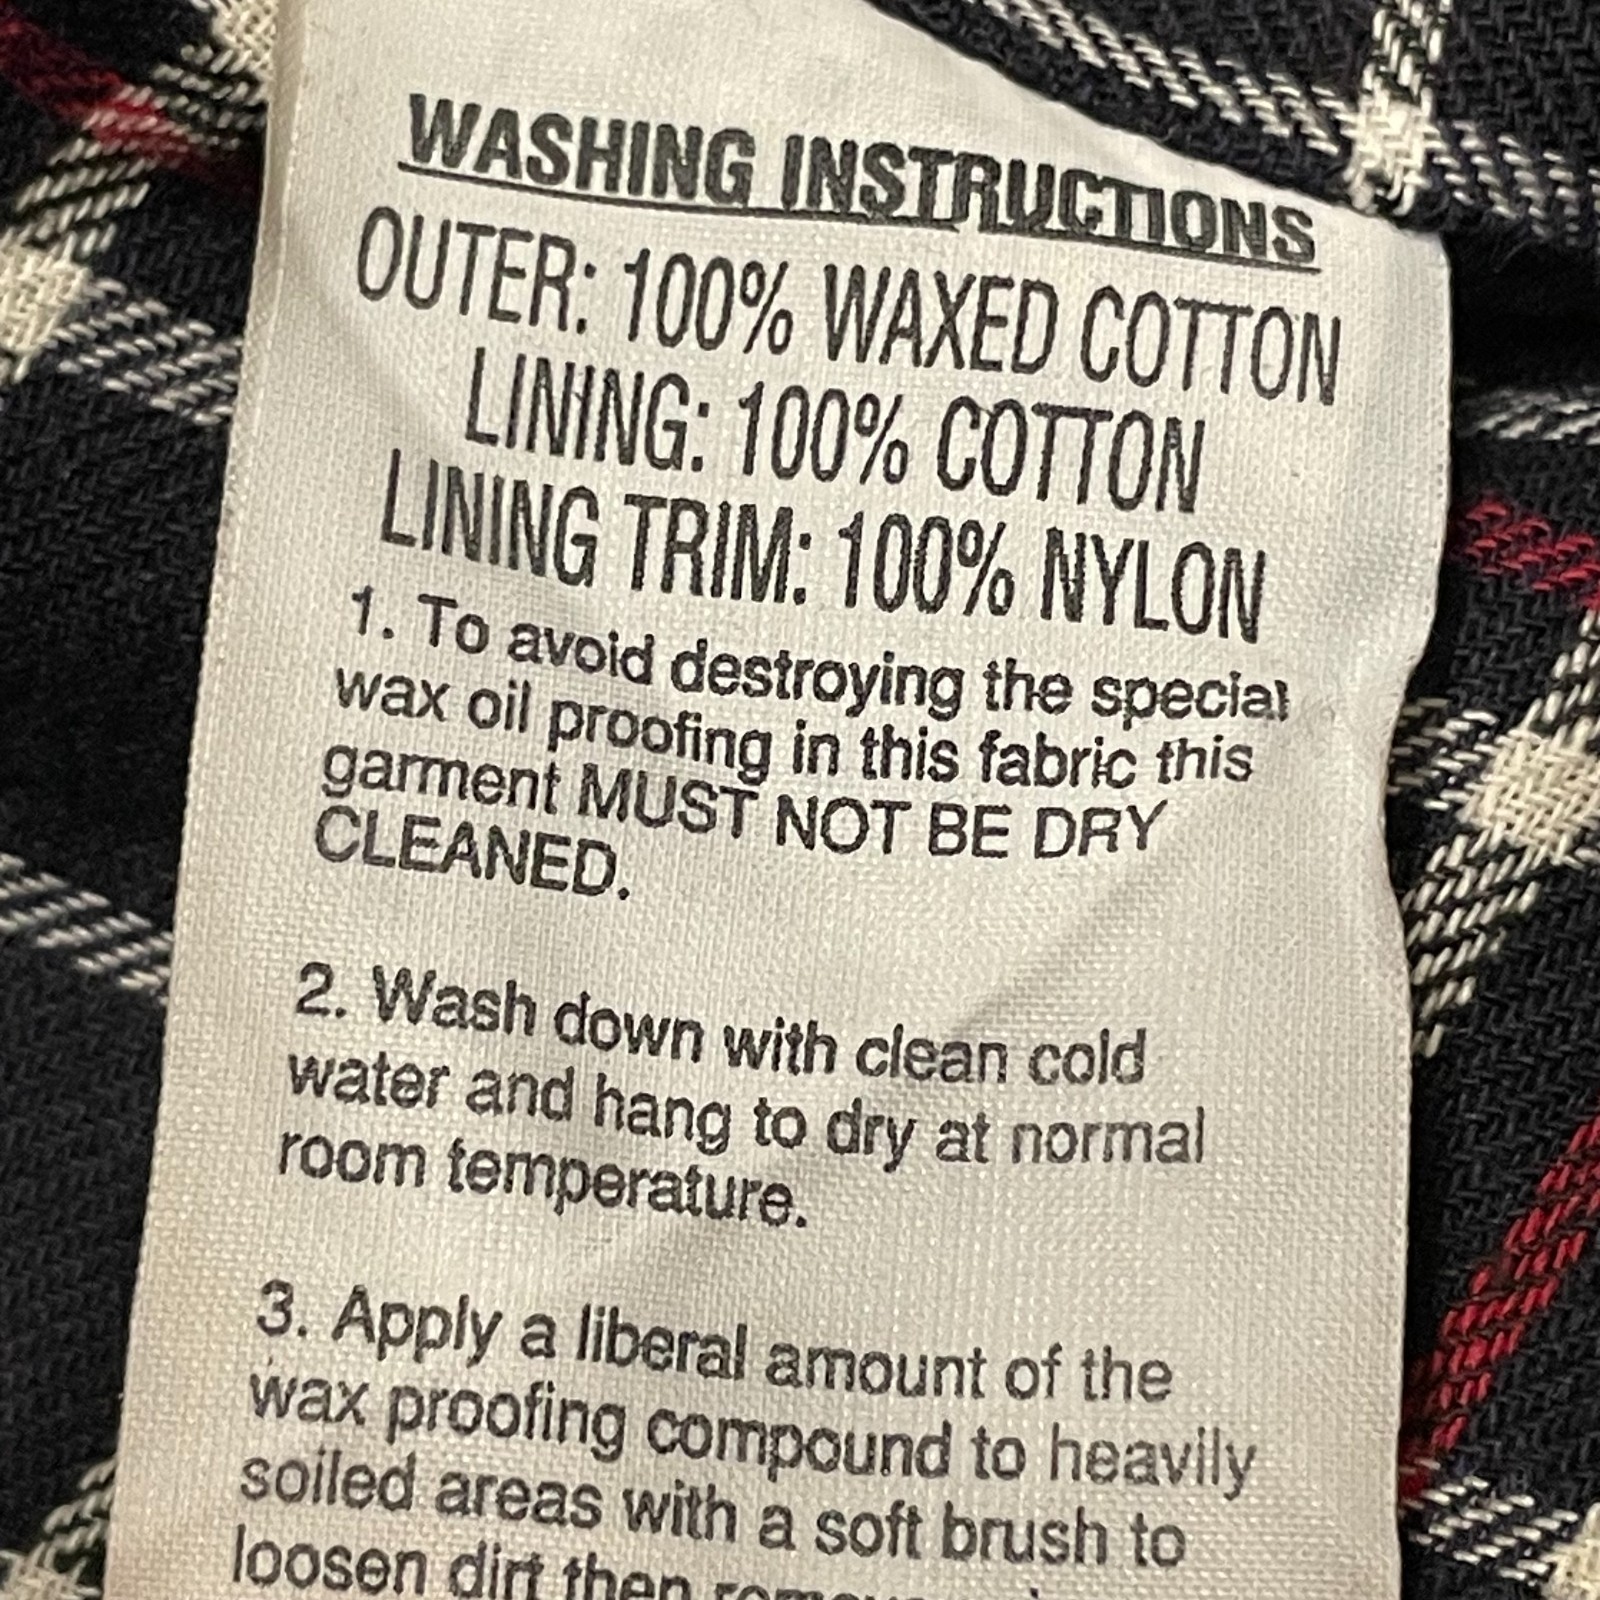 WASHING INSTRUCTIONS
OUTER: 100% WAXED COTTON
LINING: 100% COTTON
LINING TRIM: 100% NYLON
1. To avoid destroying the special
wax oil proofing in this fabric this
garment MUST NOT BE DRY
CLEANED.
2. Wash down with clean cold
water and hang to dry at normal
room temperature.
3. Apply a liberal amount of the
wax proofing compound to heavily
soiled areas with a soft brush to
loosen dirt then